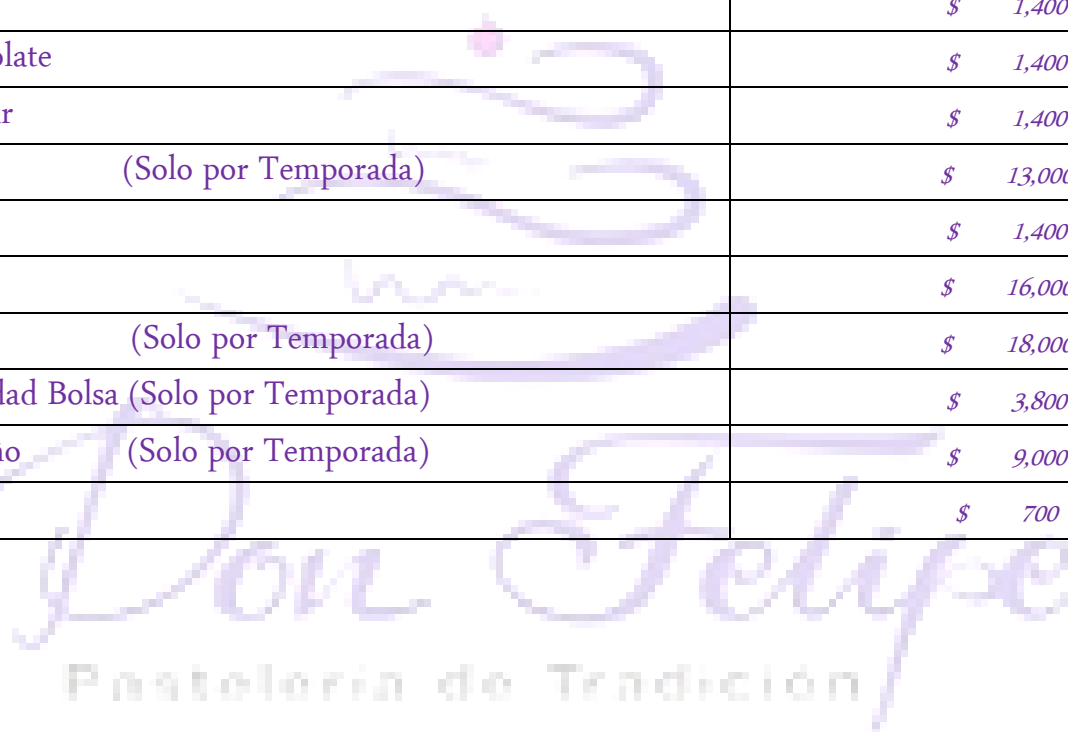 $ 1,400
olate $ 1,400
r $ 1,400
(Solo por Temporada) $ 13,000
$ 1,400
$ 16,000
(Solo por Temporada) $ 18,000
dad Bolsa (Solo por Temporada) $ 3,800
ño (Solo por Temporada) $ 9,000
$ 700
Don Felipe
Pastelería de Tradición